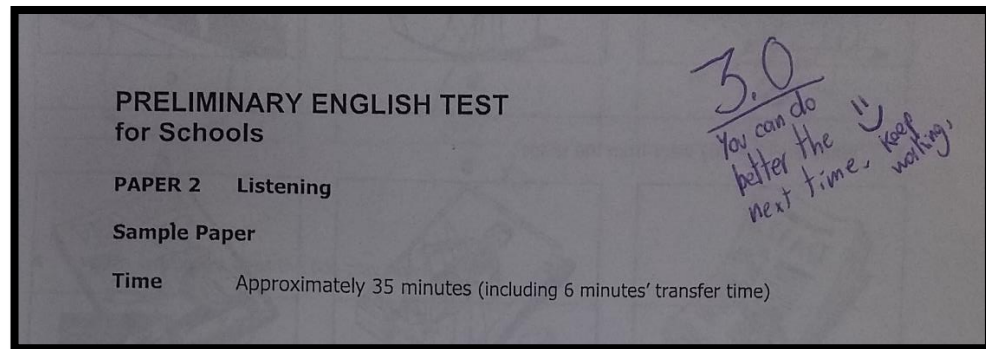 PRELIMINARY ENGLISH TEST
for Schools
PAPER 2 Listening
Sample Paper
Time Approximately 35 minutes (including 6 minutes' transfer time)
3.0
You can do
better the
next time. Keep
working,